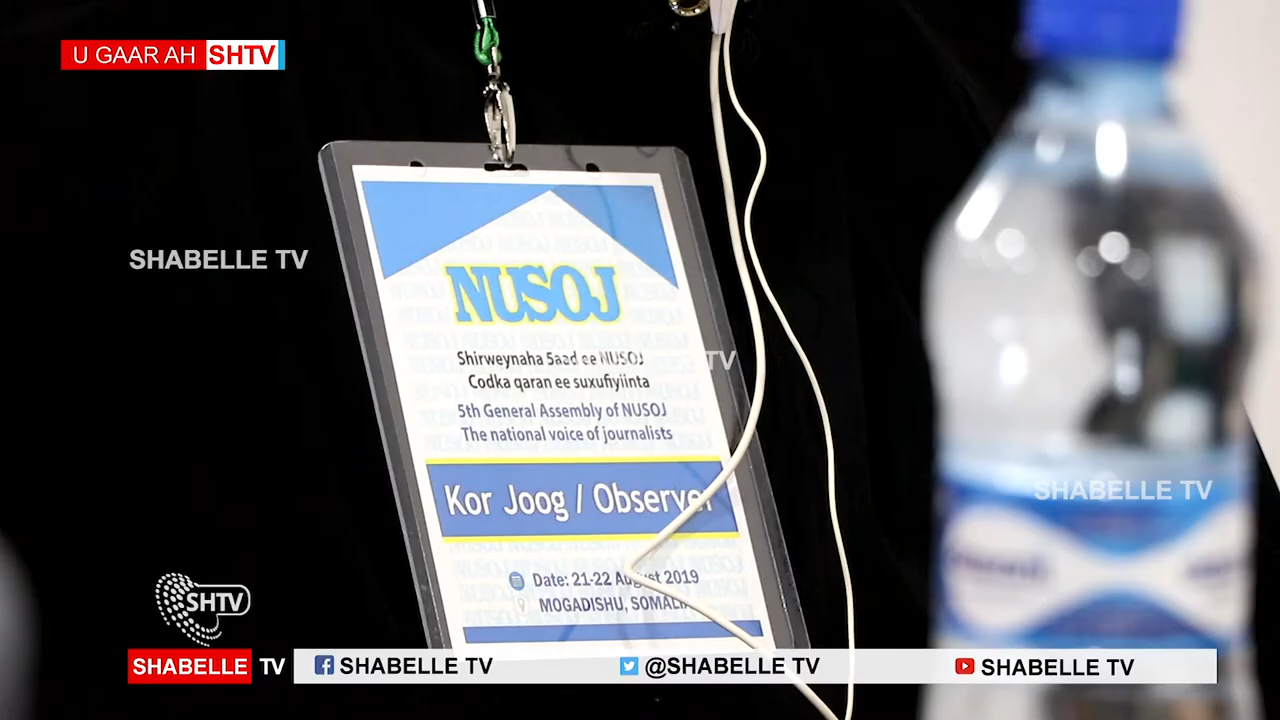 U GAAR AH SHTV
SHABELLE TV
NUSOJ
Shirweynaha 5aad ee NUSOJ
TV
Codka qaran ee suxufiyiinta
5th General Assembly of NUSOJ
The national voice of journalists
Kor Joog / Observer
SHABELLE TV
Date: 21-22 August 2019
MOGADISHU, SOMALIA
SHTV
SHABELLE TV
SHABELLE TV
@SHABELLE TV
SHABELLE TV